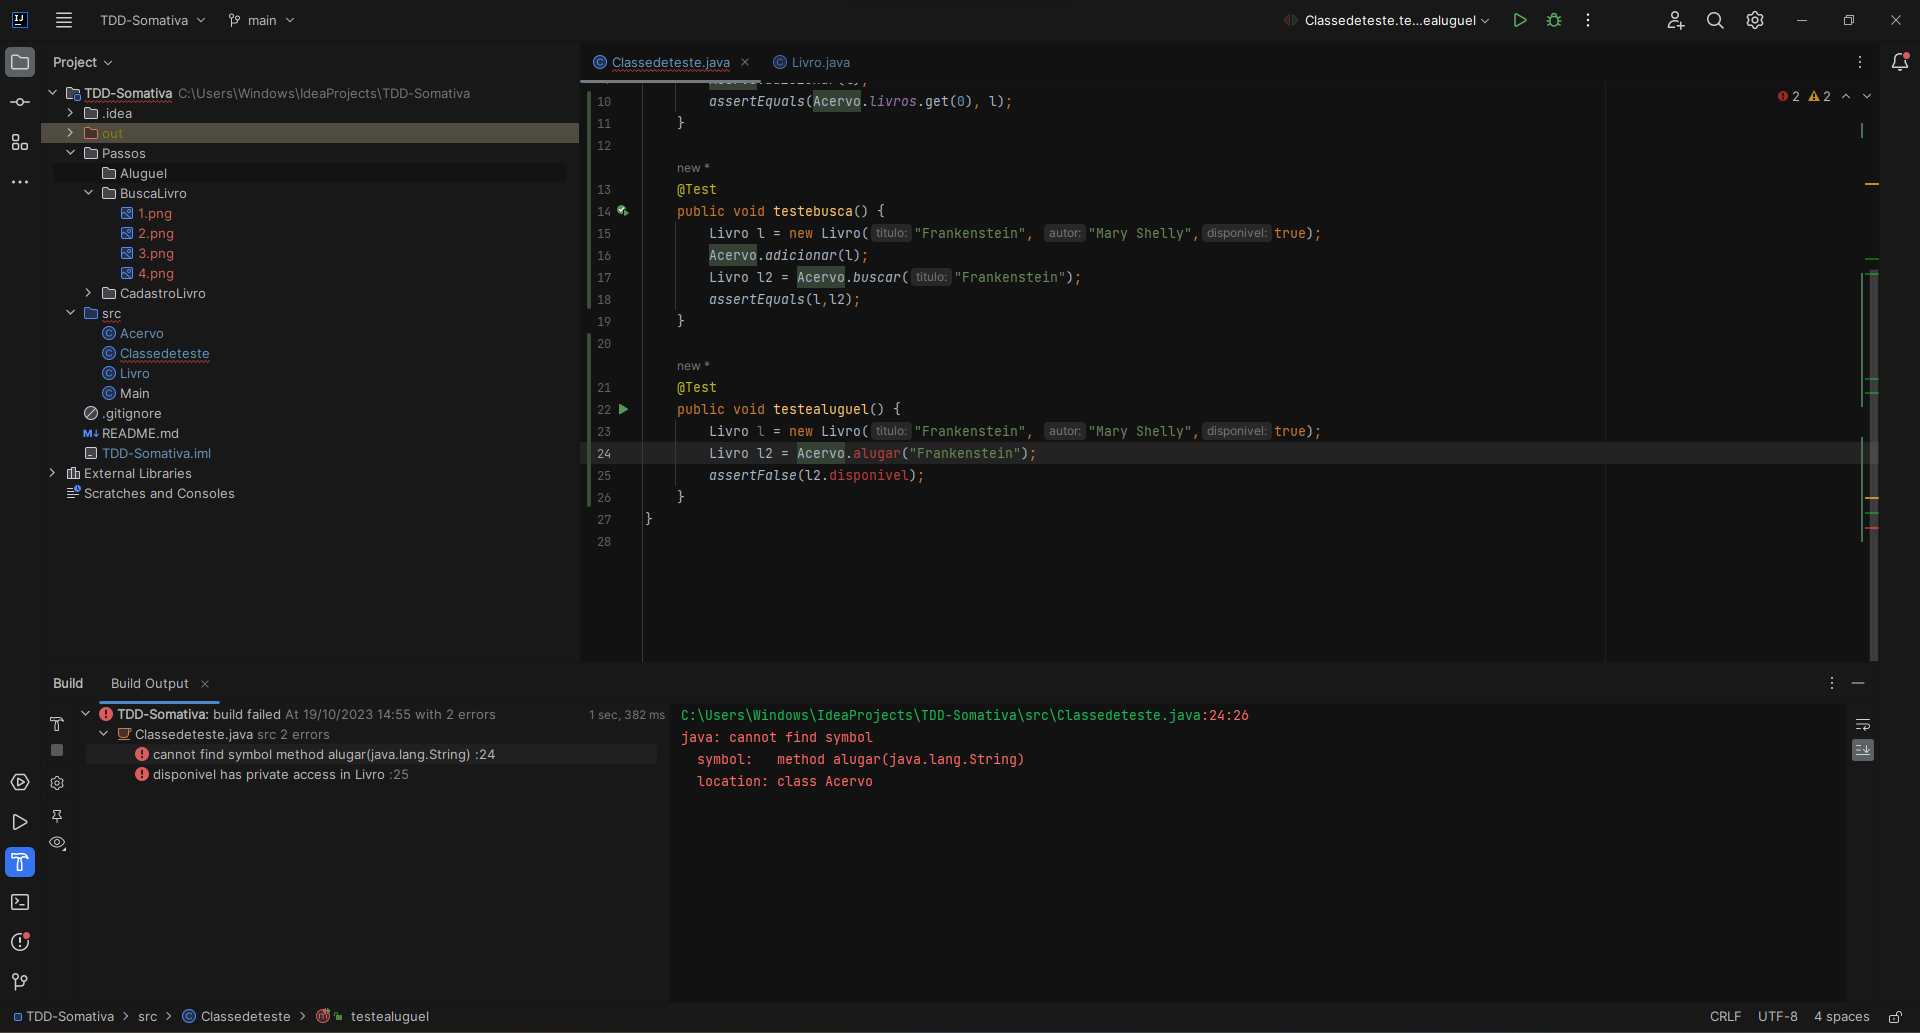 TDD-Somativa
main
Classedeteste.te...ealuguel
Project
TDD-Somativa C:\Users\Windows\IdeaProjects\TDD-Somativa
.idea
out
Passos
Aluguel
BuscaLivro
1.png
2.png
3.png
4.png
CadastroLivro
src
Acervo
Classedeteste
Livro
Main
.gitignore
README.md
TDD-Somativa.iml
External Libraries
Scratches and Consoles
Classedeteste.java
Livro.java
2 2
10 assertEquals(Acervo.livros.get(0), l);
11 }
12
new *
13 @Test
14 public void testebusca() {
15 Livro l = new Livro( titulo: "Frankenstein", autor: "Mary Shelly", disponivel: true);
16 Acervo.adicionar(l);
17 Livro l2 = Acervo.buscar( titulo: "Frankenstein");
18 assertEquals(l,l2);
19 }
20
new *
21 @Test
22 public void testealuguel() {
23 Livro l = new Livro( titulo: "Frankenstein", autor: "Mary Shelly", disponivel: true);
24 Livro l2 = Acervo.alugar("Frankenstein");
25 assertFalse(l2.disponivel);
26 }
27 }
28
Build
Build Output
TDD-Somativa: build failed At 19/10/2023 14:55 with 2 errors 1 sec, 382 ms
Classedeteste.java src 2 errors
cannot find symbol method alugar(java.lang.String) :24
disponivel has private access in Livro :25
C:\Users\Windows\IdeaProjects\TDD-Somativa\src\Classedeteste.java:24:26
java: cannot find symbol
symbol: method alugar(java.lang.String)
location: class Acervo
TDD-Somativa > src > Classedeteste > testealuguel
CRLF UTF-8 4 spaces